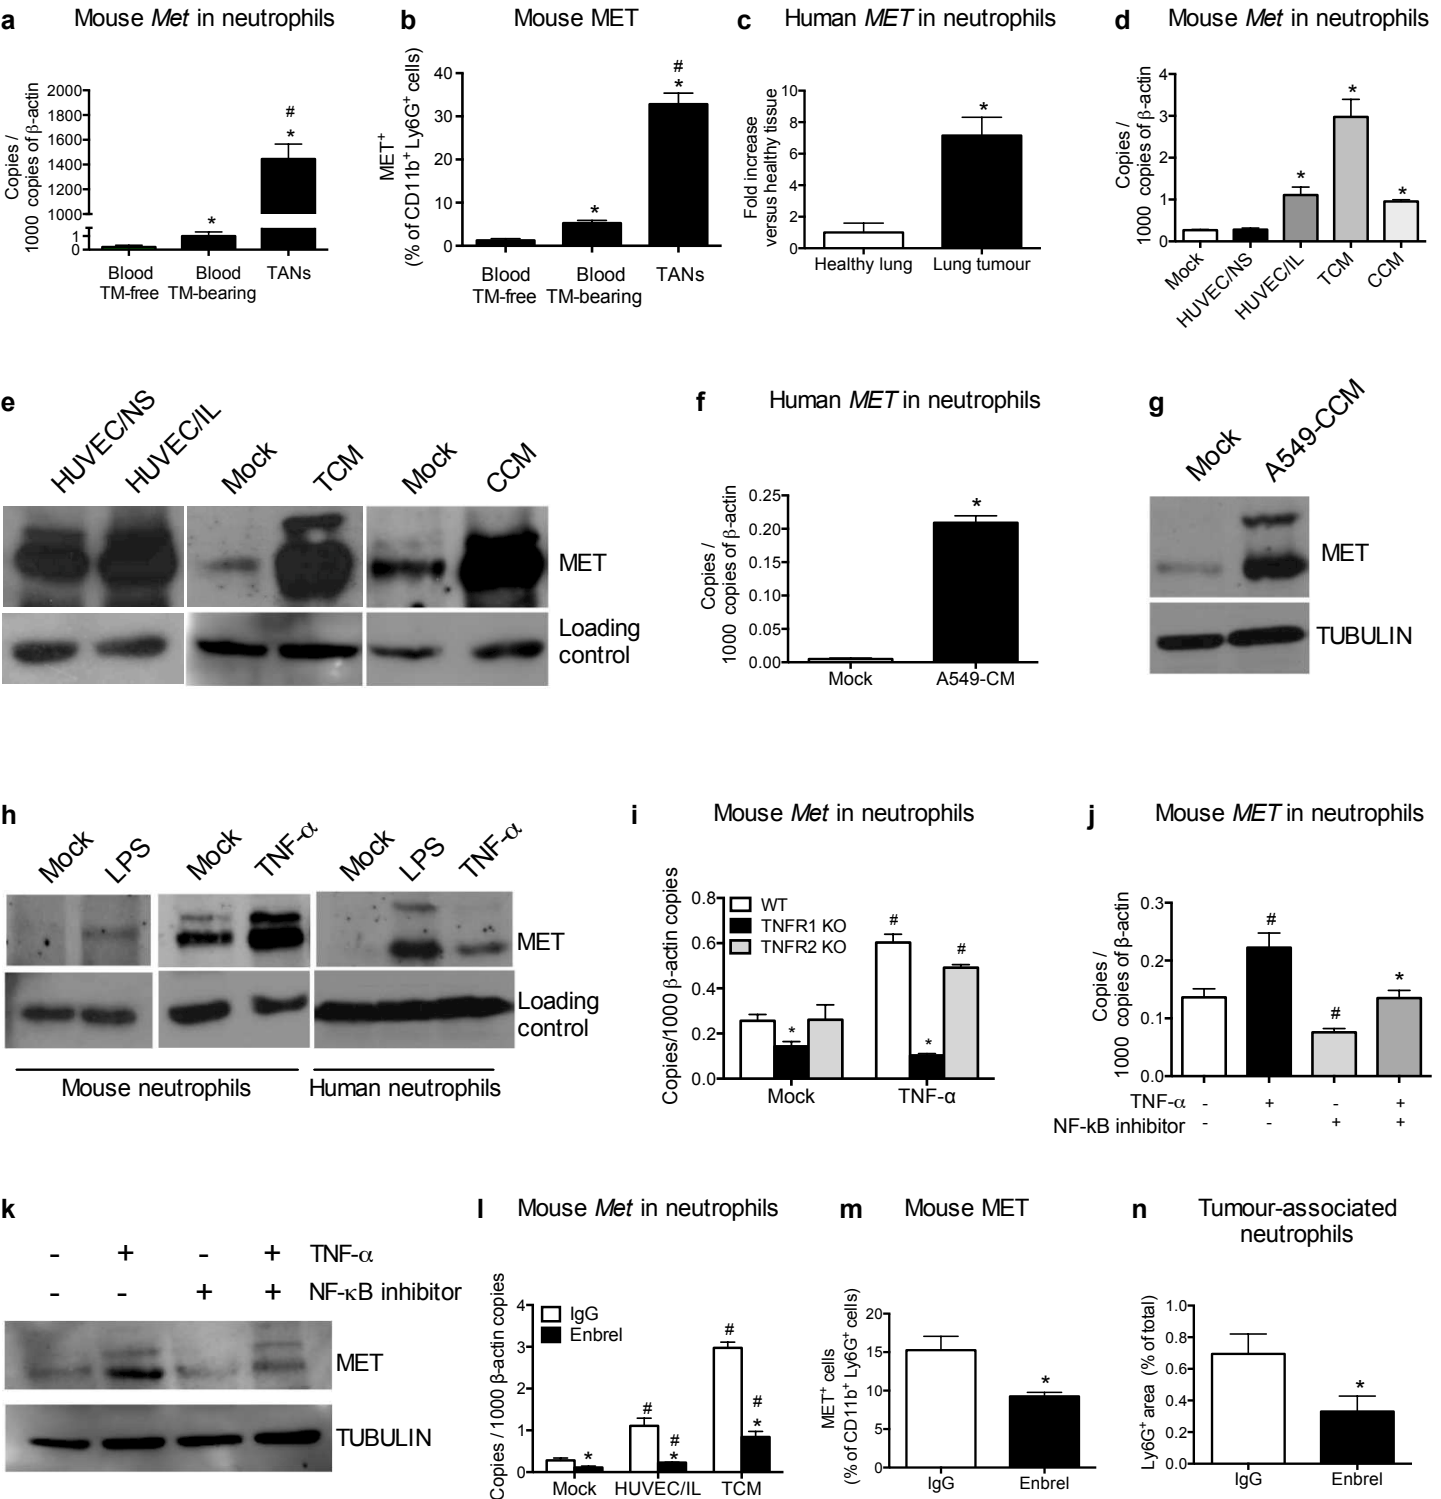 a
Mouse Met in neutrophils
Copies /
1000 copies of β-actin
2000
1800
1600
1400
1200
1000
1
0
*
#
*
Blood
TM-free
Blood
TM-bearing
TANs
b
Mouse MET
MET+
(% of CD11b+ Ly6G+ cells)
40
30
20
10
0
*
#
*
Blood
TM-free
Blood
TM-bearing
TANs
c
Human MET in neutrophils
Fold increase
versus healthy tissue
10
8
6
4
2
0
*
Healthy lung
Lung tumour
d
Mouse Met in neutrophils
Copies /
1000 copies of β-actin
4
3
2
1
0
*
*
*
Mock
HUVEC/NS
HUVEC/IL
TCM
CCM
e
HUVEC/NS
HUVEC/IL
Mock
TCM
Mock
CCM
MET
Loading
control
f
Human MET in neutrophils
Copies /
1000 copies of β-actin
0.25
0.20
0.15
0.10
0.05
0.00
*
Mock
A549-CM
g
Mock
A549-CCM
MET
TUBULIN
h
Mock
LPS
Mock
TNF-α
Mock
LPS
TNF-α
MET
Loading
control
Mouse neutrophils
Human neutrophils
i
Mouse Met in neutrophils
Copies/1000 β-actin copies
0.8
0.6
0.4
0.2
0.0
WT
TNFR1 KO
TNFR2 KO
*
#
*
#
Mock
TNF-α
j
Mouse MET in neutrophils
Copies /
1000 copies of β-actin
0.3
0.2
0.1
0.0
#
#
*
TNF-α - + - +
NF-kB inhibitor - - + +
k
- + - + TNF-α
- - + + NF-κB inhibitor
MET
TUBULIN
l
Mouse Met in neutrophils
Copies / 1000 β-actin copies
4
3
2
1
0
IgG
Enbrel
*
#
#
*
#
#
*
Mock
HUVEC/IL
TCM
m
Mouse MET
MET+ cells
(% of CD11b+ Ly6G+ cells)
20
15
10
5
0
*
IgG
Enbrel
n
Tumour-associated
neutrophils
Ly6G+ area (% of total)
1.0
0.8
0.6
0.4
0.2
0.0
*
IgG
Enbrel